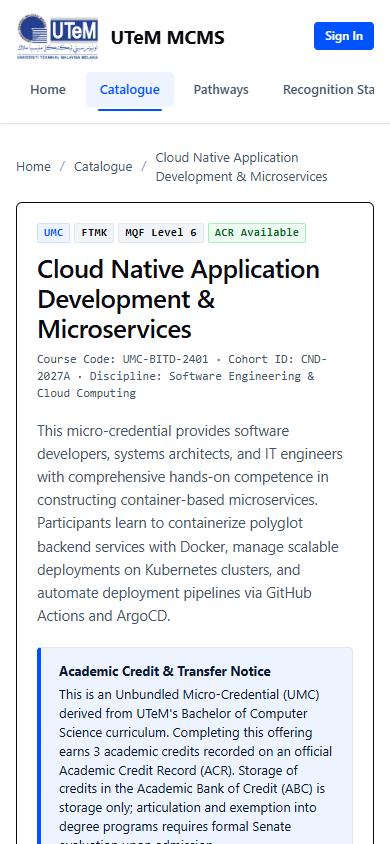 UTeM
UNIVERSITI TEKNIKAL MALAYSIA MELAKA
UTeM MCMS
Sign In
Home
Catalogue
Pathways
Recognition Sta
Home / Catalogue / Cloud Native Application
Development & Microservices
UMC
FTMK
MQF Level 6
ACR Available
Cloud Native Application
Development &
Microservices
Course Code: UMC-BITD-2401 · Cohort ID: CND-
2027A · Discipline: Software Engineering &
Cloud Computing
This micro-credential provides software
developers, systems architects, and IT engineers
with comprehensive hands-on competence in
constructing container-based microservices.
Participants learn to containerize polyglot
backend services with Docker, manage scalable
deployments on Kubernetes clusters, and
automate deployment pipelines via GitHub
Actions and ArgoCD.
Academic Credit & Transfer Notice
This is an Unbundled Micro-Credential (UMC)
derived from UTeM's Bachelor of Computer
Science curriculum. Completing this offering
earns 3 academic credits recorded on an official
Academic Credit Record (ACR). Storage of
credits in the Academic Bank of Credit (ABC) is
storage only; articulation and exemption into
degree programs requires formal Senate
evaluation upon admission.